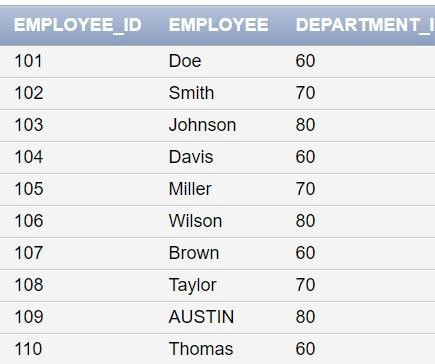 EMPLOYEE_ID EMPLOYEE DEPARTMENT_I
101 Doe 60
102 Smith 70
103 Johnson 80
104 Davis 60
105 Miller 70
106 Wilson 80
107 Brown 60
108 Taylor 70
109 AUSTIN 80
110 Thomas 60